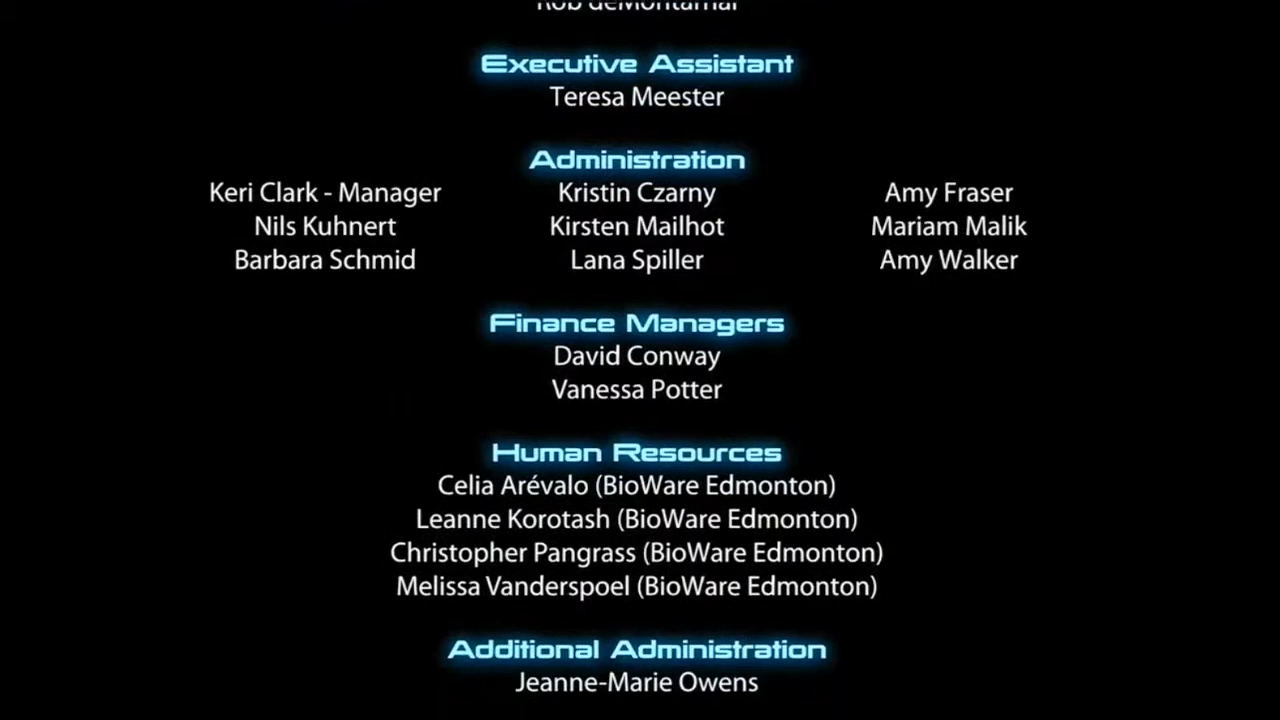 Executive Assistant
Teresa Meester
Administration
Keri Clark - Manager Kristin Czarny Amy Fraser
Nils Kuhnert Kirsten Mailhot Mariam Malik
Barbara Schmid Lana Spiller Amy Walker
Finance Managers
David Conway
Vanessa Potter
Human Resources
Celia Arévalo (BioWare Edmonton)
Leanne Korotash (BioWare Edmonton)
Christopher Pangrass (BioWare Edmonton)
Melissa Vanderspoel (BioWare Edmonton)
Additional Administration
Jeanne-Marie Owens